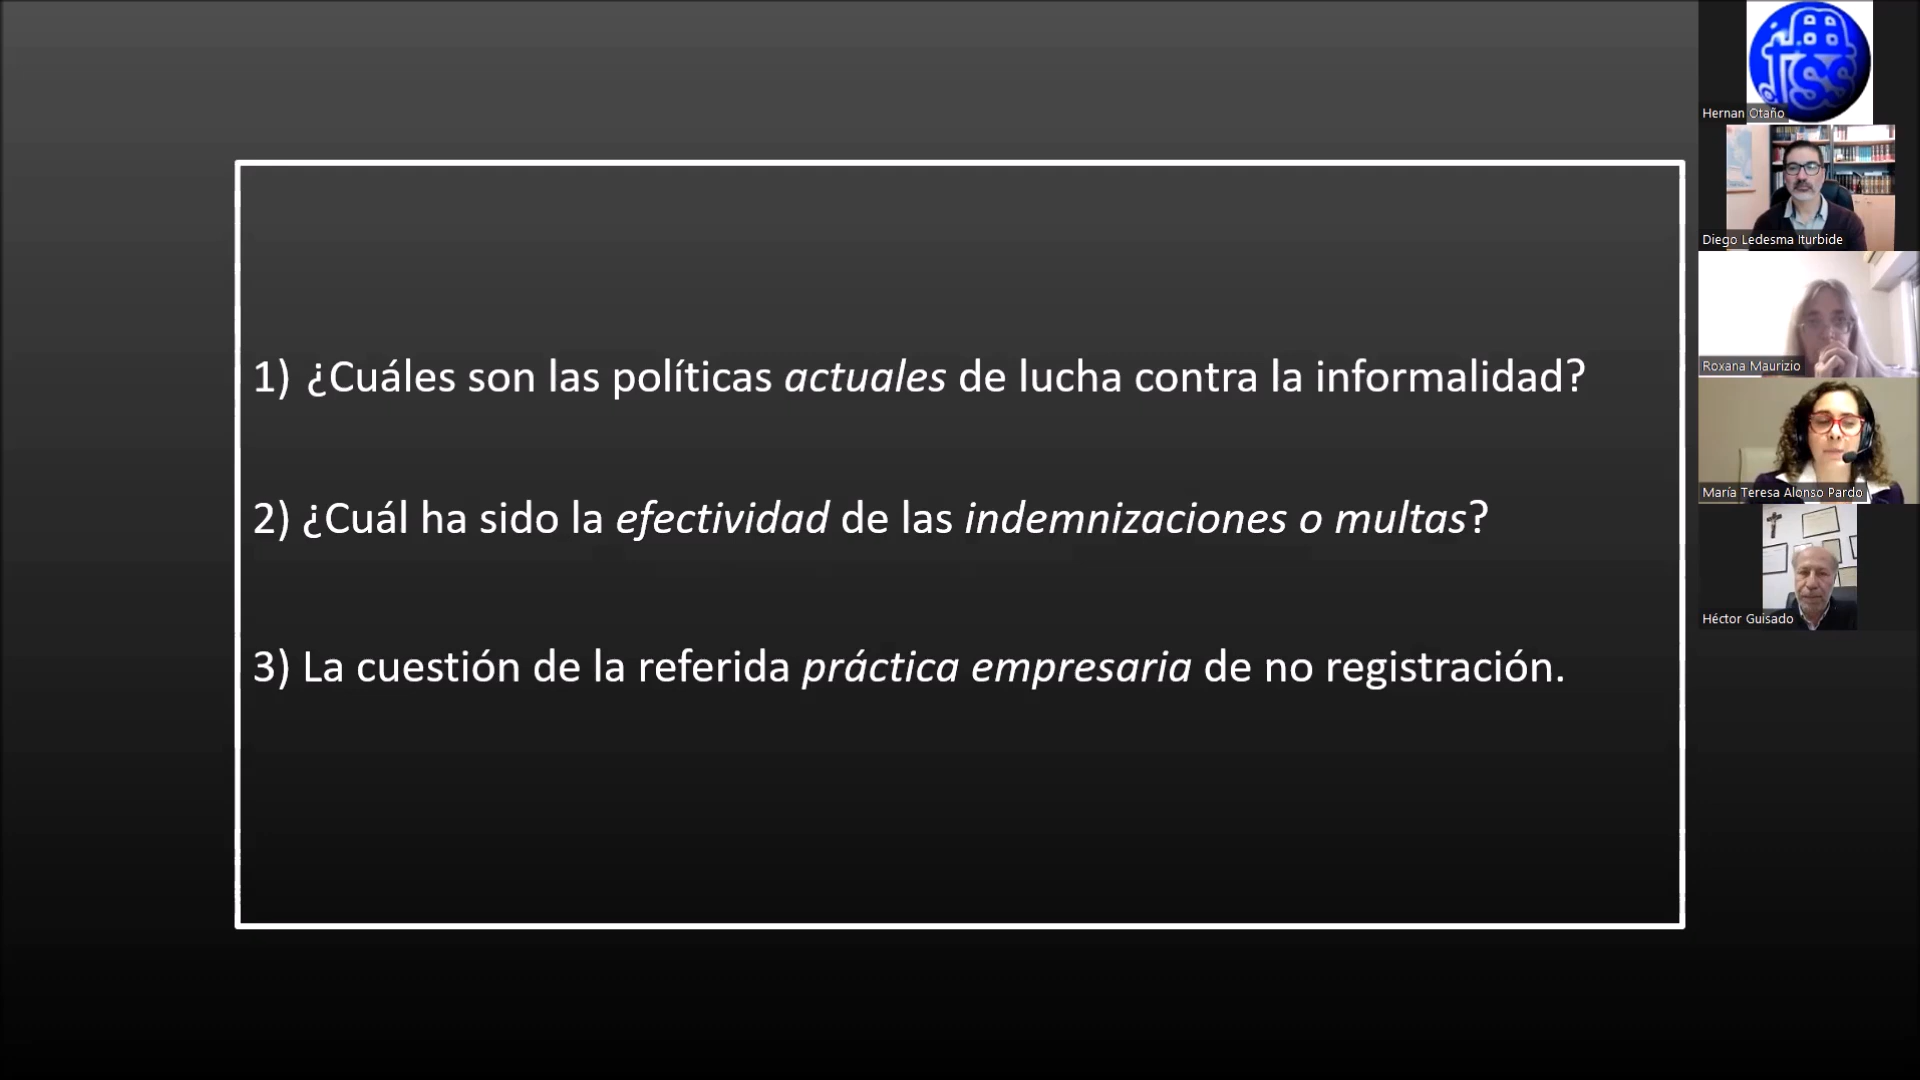 1) ¿Cuáles son las políticas actuales de lucha contra la informalidad?
2) ¿Cuál ha sido la efectividad de las indemnizaciones o multas?
3) La cuestión de la referida práctica empresaria de no registración.
Hernan Otaño
Diego Ledesma Iturbide
Roxana Maurizio
María Teresa Alonso Pardo
Héctor Guisado